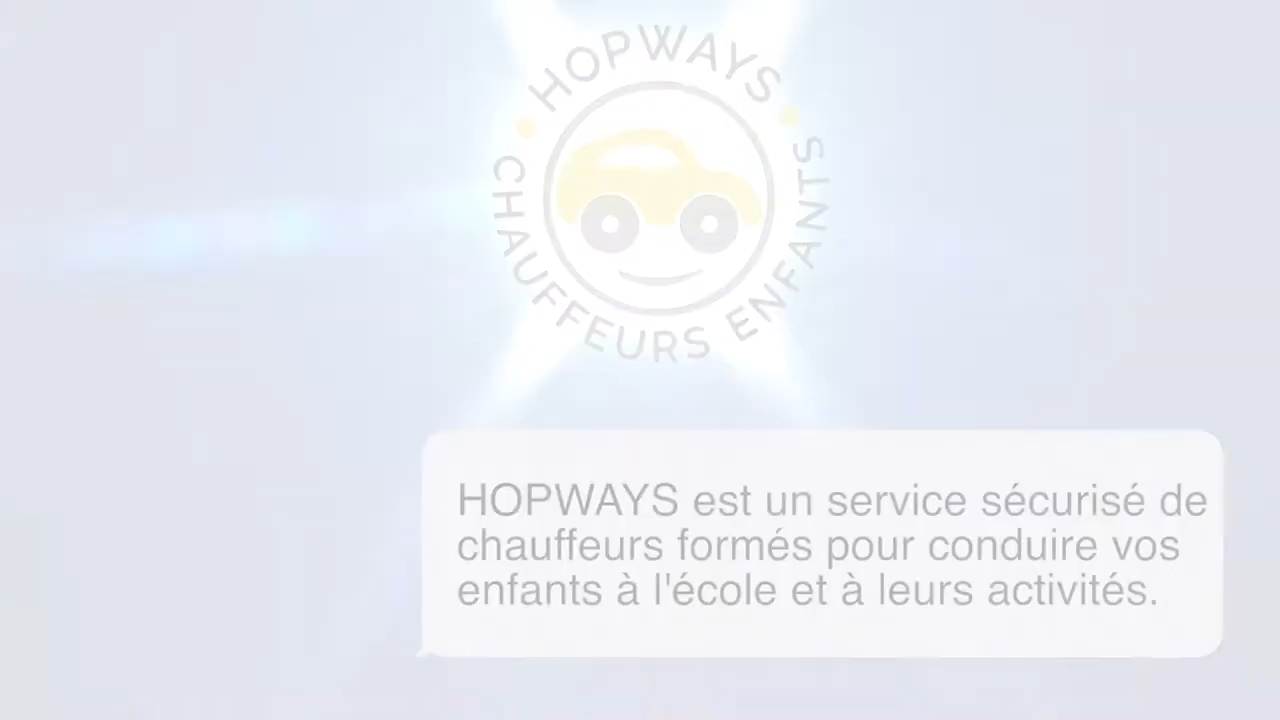 HOPWAYS
CHAUFFEURS ENFANTS
HOPWAYS est un service sécurisé de
chauffeurs formés pour conduire vos
enfants à l'école et à leurs activités.